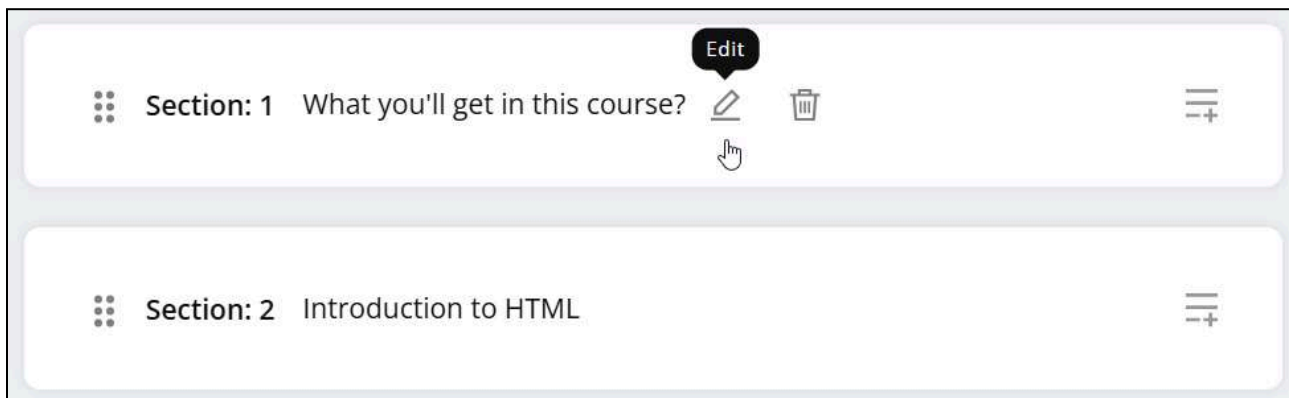 Edit
Section: 1 What you'll get in this course?
Section: 2 Introduction to HTML